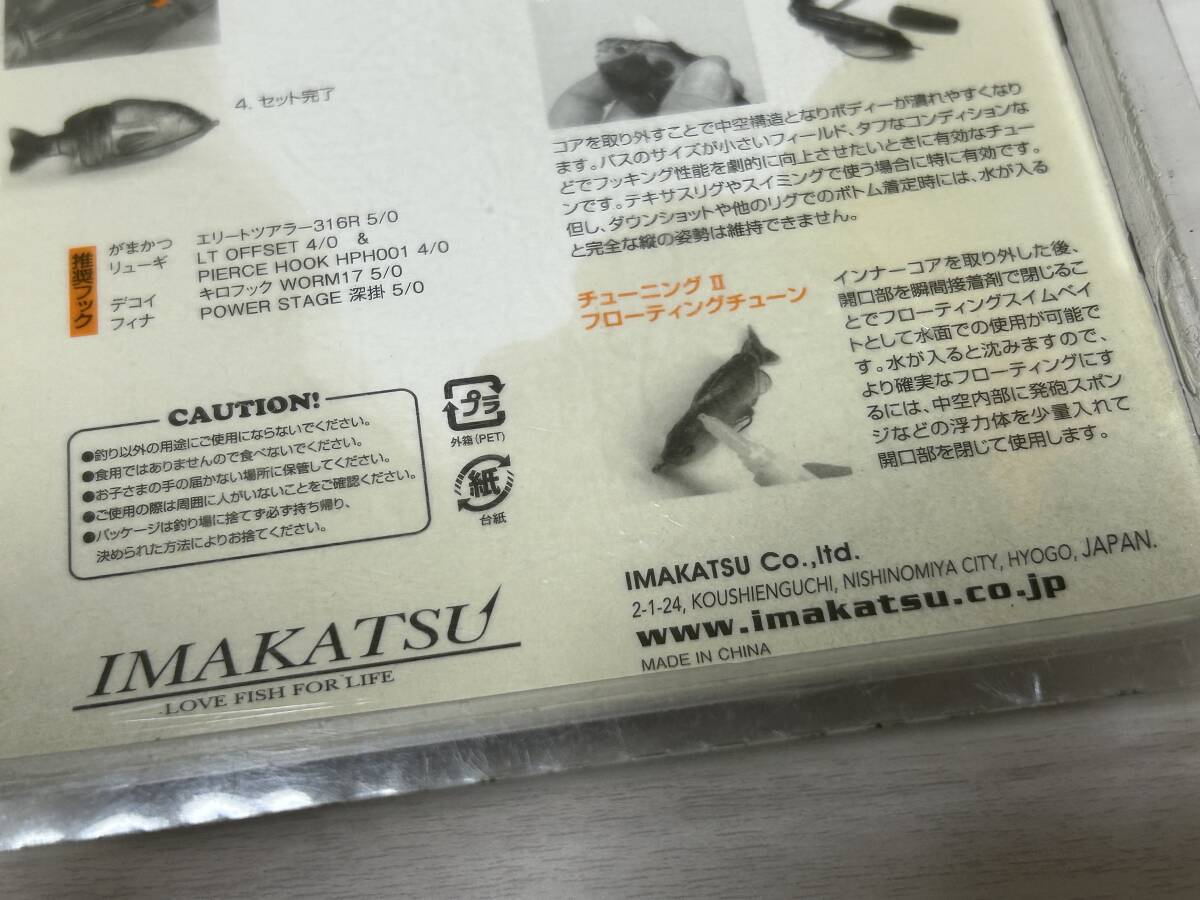 4. セット完了
推奨フック
がまかつ エリートツアラー316R 5/0
リューギ LT OFFSET 4/0 &
PIERCE HOOK HPH001 4/0
デコイ キロフック WORM17 5/0
フィナ POWER STAGE 深掛 5/0
CAUTION!
●釣り以外の用途にご使用にならないでください。
●食用ではありませんので食べないでください。
●お子さまの手の届かない場所に保管してください。
●ご使用の際は周囲に人がいないことをご確認ください。
●パッケージは釣り場に捨てず必ず持ち帰り、
決められた方法によりお捨てください。
プラ
外箱(PET)
紙
台紙
IMAKATSU
LOVE FISH FOR LIFE
コアを取り外すことで中空構造となりボディーが潰れやすくなり
ます。バスのサイズが小さいフィールド、タフなコンディションな
どでフッキング性能を劇的に向上させたいときに有効なチュー
ンです。テキサスリグやスイミングで使う場合に特に有効です。
但し、ダウンショットや他のリグでのボトム着定時には、水が入る
と完全な縦の姿勢は維持できません。
チューニング II
フローティングチューン
インナーコアを取り外した後、
開口部を瞬間接着剤で閉じるこ
とでフローティングスイムベイ
トとして水面での使用が可能で
す。水が入ると沈みますので、
より確実なフローティングにす
るには、中空内部に発泡スポン
ジなどの浮力体を少量入れて
開口部を閉じて使用します。
IMAKATSU Co.,ltd.
2-1-24, KOUSHIENGUCHI, NISHINOMIYA CITY, HYOGO, JAPAN.
www.imakatsu.co.jp
MADE IN CHINA